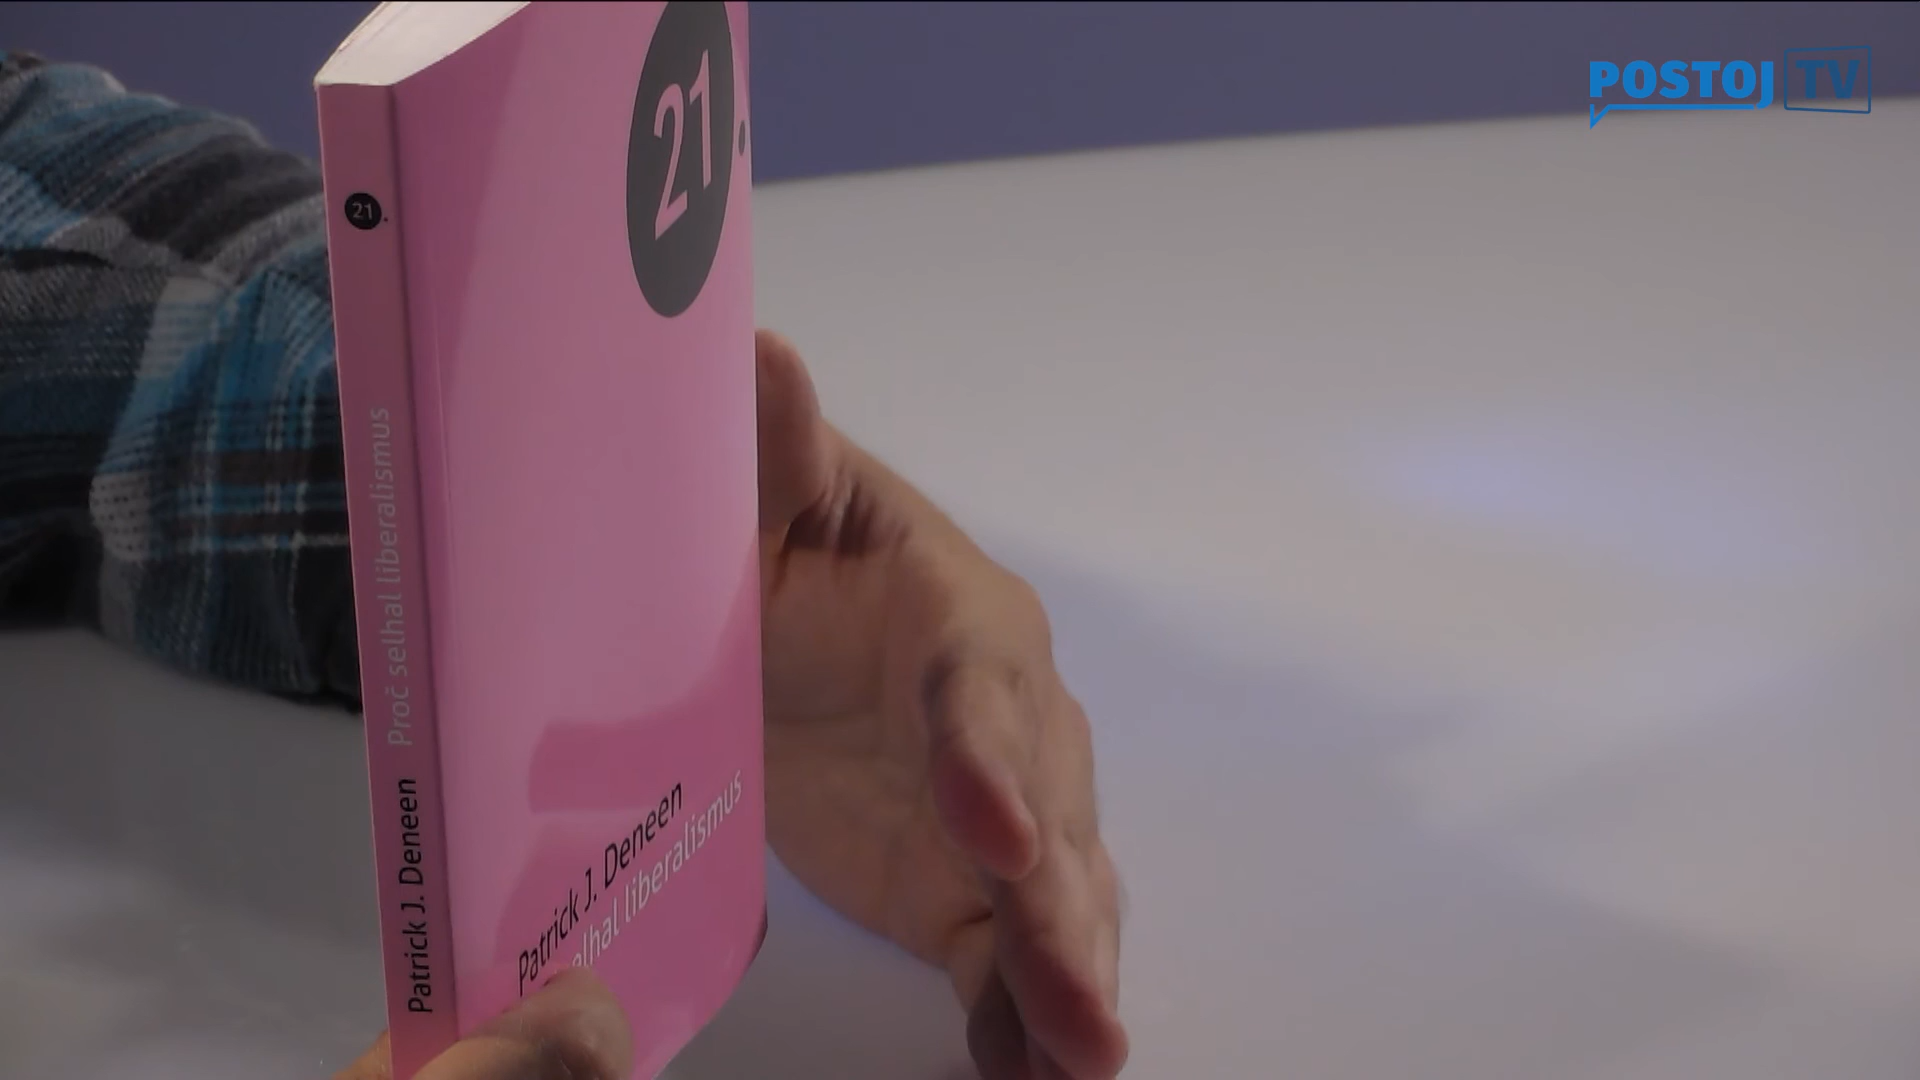 POSTOJ TV
21.
21.
Patrick J. Deneen Proč selhal liberalismus
Patrick J. Deneen
selhal liberalismus